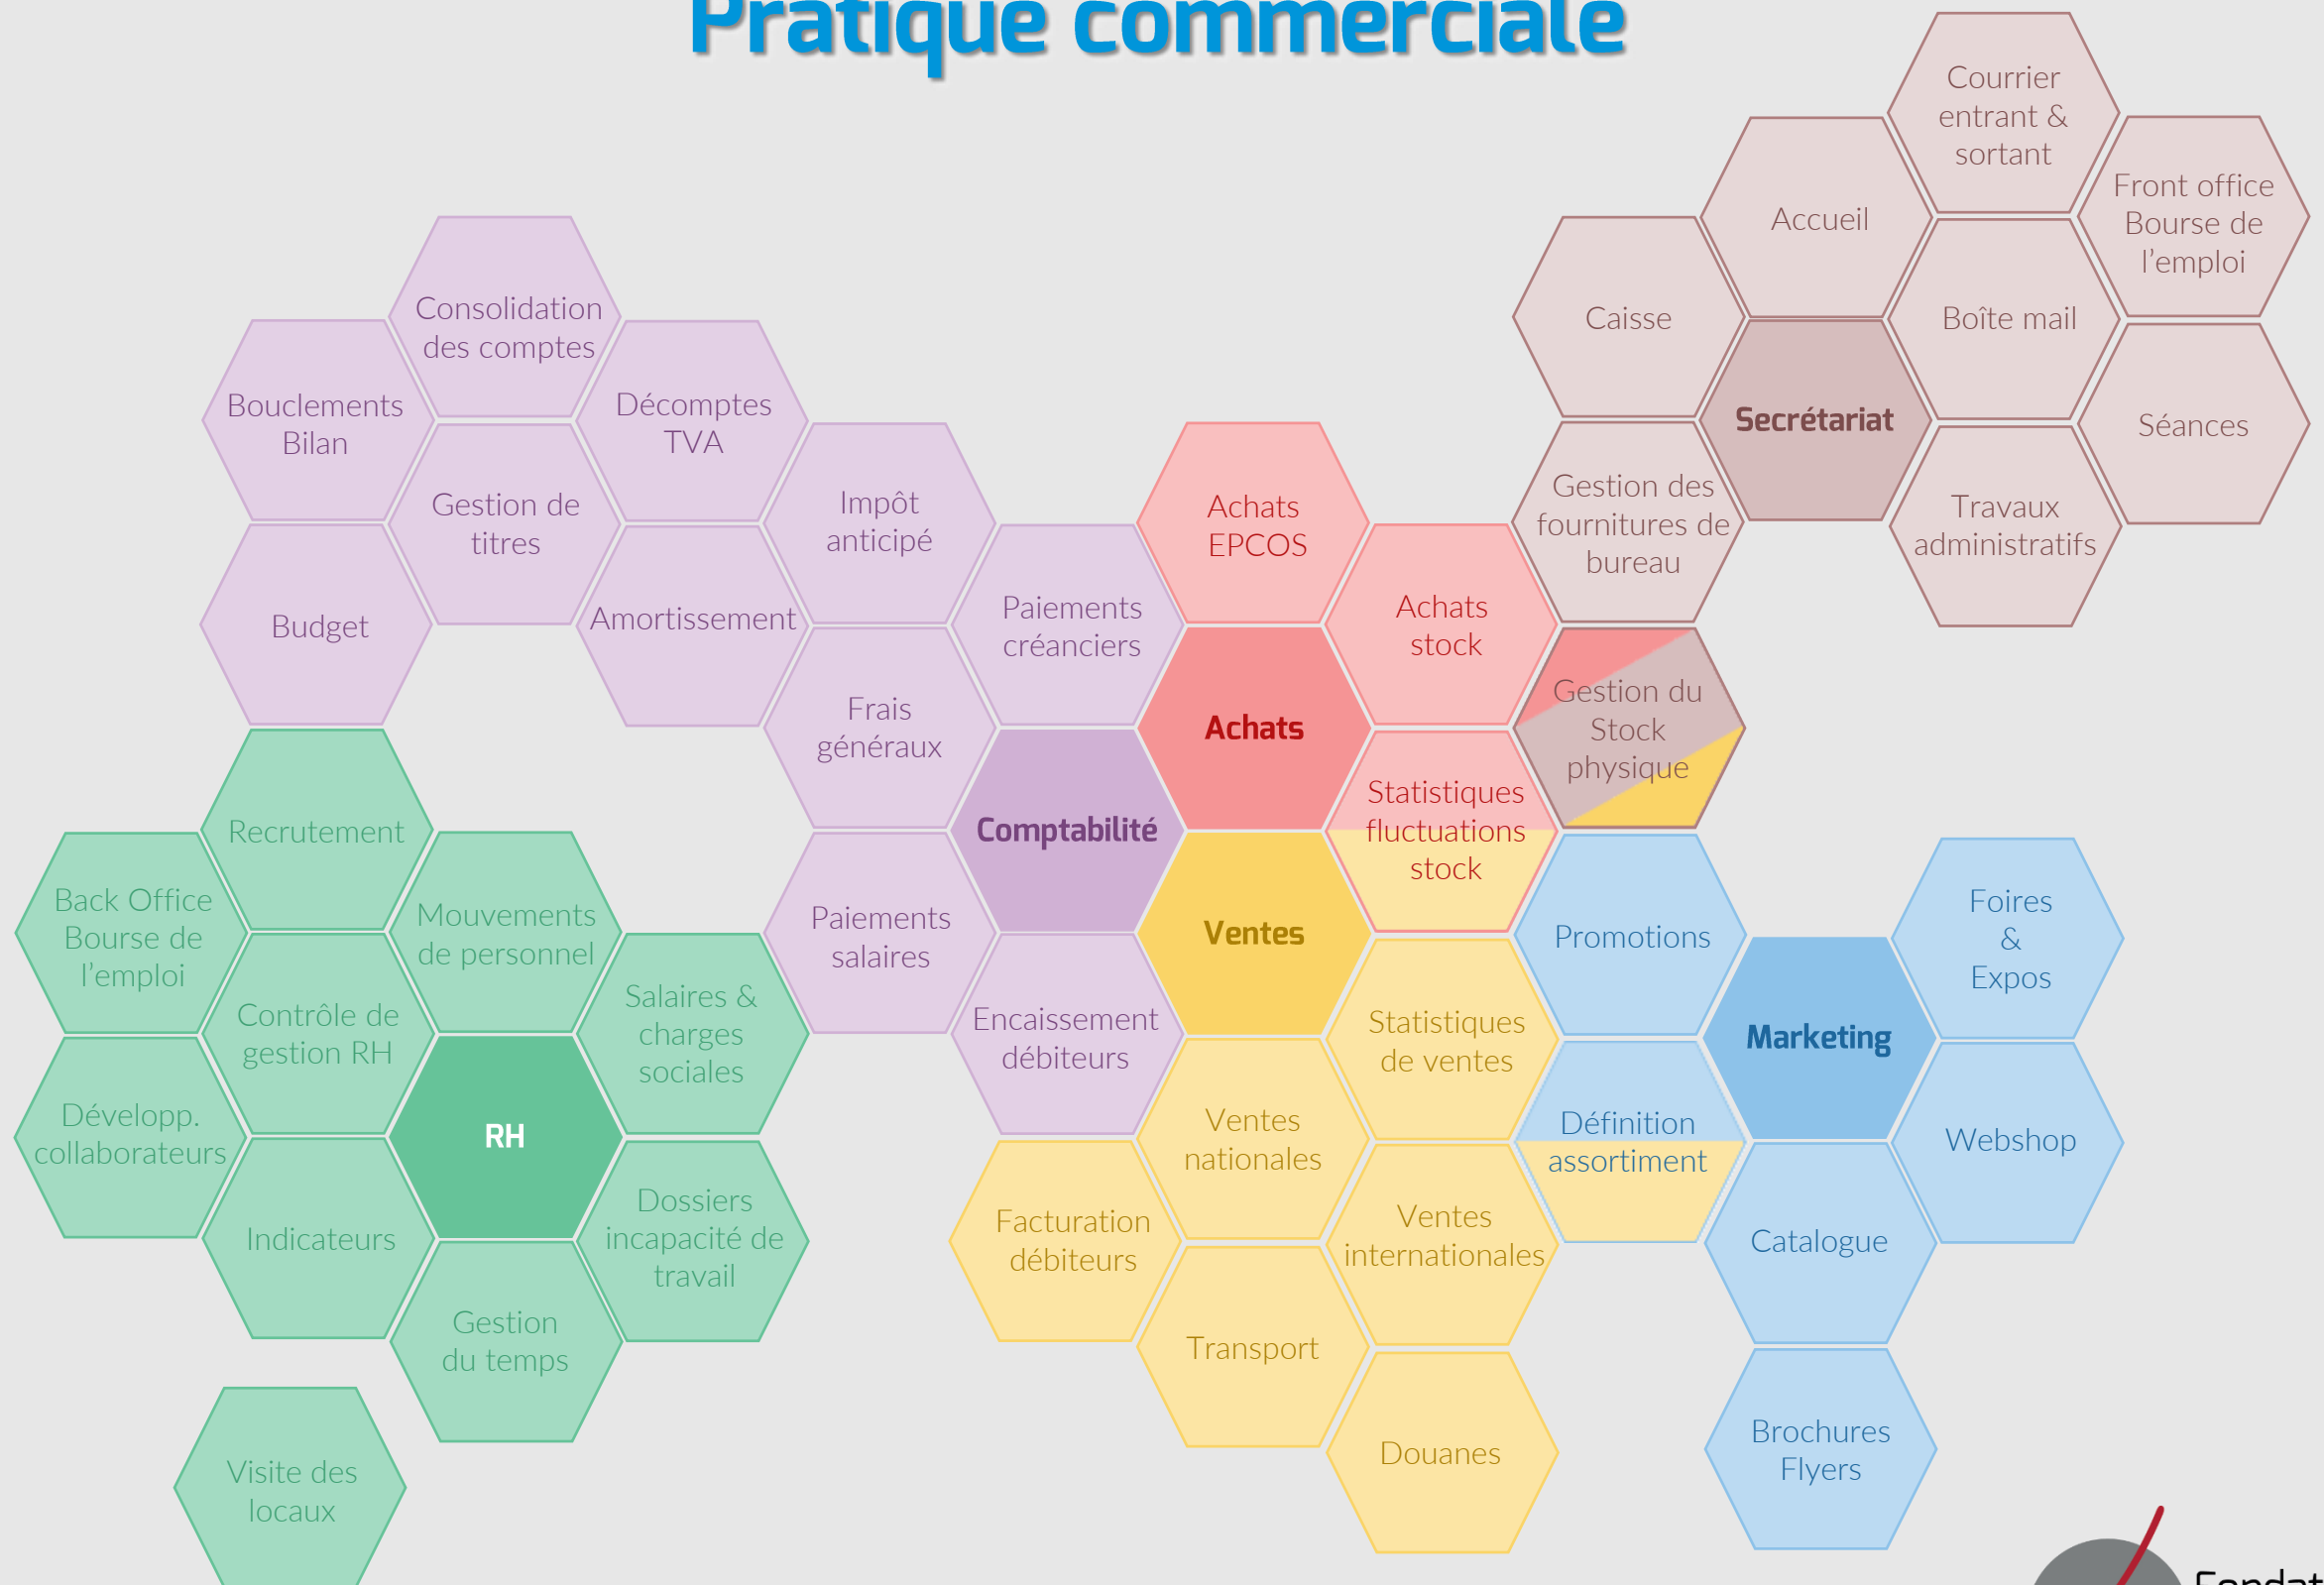 Pratique commerciale
Courrier
entrant &
sortant
Accueil
Front office
Bourse de
l’emploi
Caisse
Boîte mail
Secrétariat
Séances
Gestion des
fournitures de
bureau
Travaux
administratifs
Consolidation
des comptes
Bouclements
Bilan
Décomptes
TVA
Gestion de
titres
Impôt
anticipé
Budget
Amortissement
Paiements
créanciers
Frais
généraux
Comptabilité
Paiements
salaires
Encaissement
débiteurs
Achats
EPCOS
Achats
stock
Achats
Gestion du
Stock
physique
Statistiques
fluctuations
stock
Ventes
Statistiques
de ventes
Ventes
nationales
Facturation
débiteurs
Ventes
internationales
Transport
Douanes
Promotions
Foires
&
Expos
Marketing
Définition
assortiment
Webshop
Catalogue
Brochures
Flyers
Recrutement
Back Office
Bourse de
l’emploi
Mouvements
de personnel
Contrôle de
gestion RH
Salaires &
charges
sociales
Développ.
collaborateurs
RH
Indicateurs
Dossiers
incapacité de
travail
Gestion
du temps
Visite des
locaux